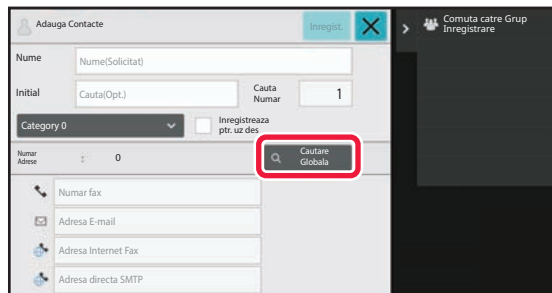 Adauga Contacte
Inregist.
Comuta catre Grup
Inregistrare
Nume
Nume(Solicitat)
Initial
Cauta(Opt.)
Cauta
Numar
1
Category 0
Inregistreaza
ptr. uz des
Numar
Adrese
:
0
Cautare
Globala
Numar fax
Adresa E-mail
Adresa Internet Fax
Adresa directa SMTP